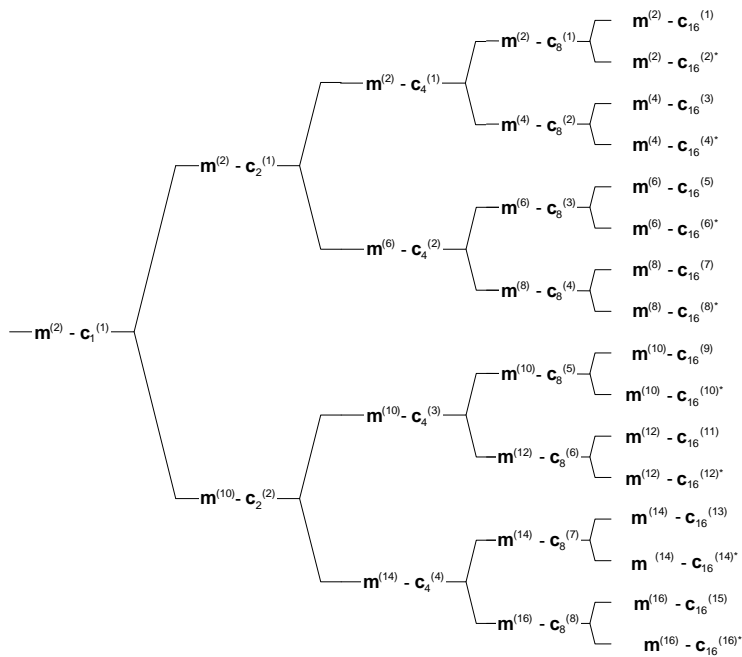 m(2) - c1(1)
m(2) - c2(1)
m(10) - c2(2)
m(2) - c4(1)
m(6) - c4(2)
m(10) - c4(3)
m(14) - c4(4)
m(2) - c8(1)
m(4) - c8(2)
m(6) - c8(3)
m(8) - c8(4)
m(10) - c8(5)
m(12) - c8(6)
m(14) - c8(7)
m(16) - c8(8)
m(2) - c16(1)
m(2) - c16(2)*
m(4) - c16(3)
m(4) - c16(4)*
m(6) - c16(5)
m(6) - c16(6)*
m(8) - c16(7)
m(8) - c16(8)*
m(10) - c16(9)
m(10) - c16(10)*
m(12) - c16(11)
m(12) - c16(12)*
m(14) - c16(13)
m (14) - c16(14)*
m(16) - c16(15)
m(16) - c16(16)*